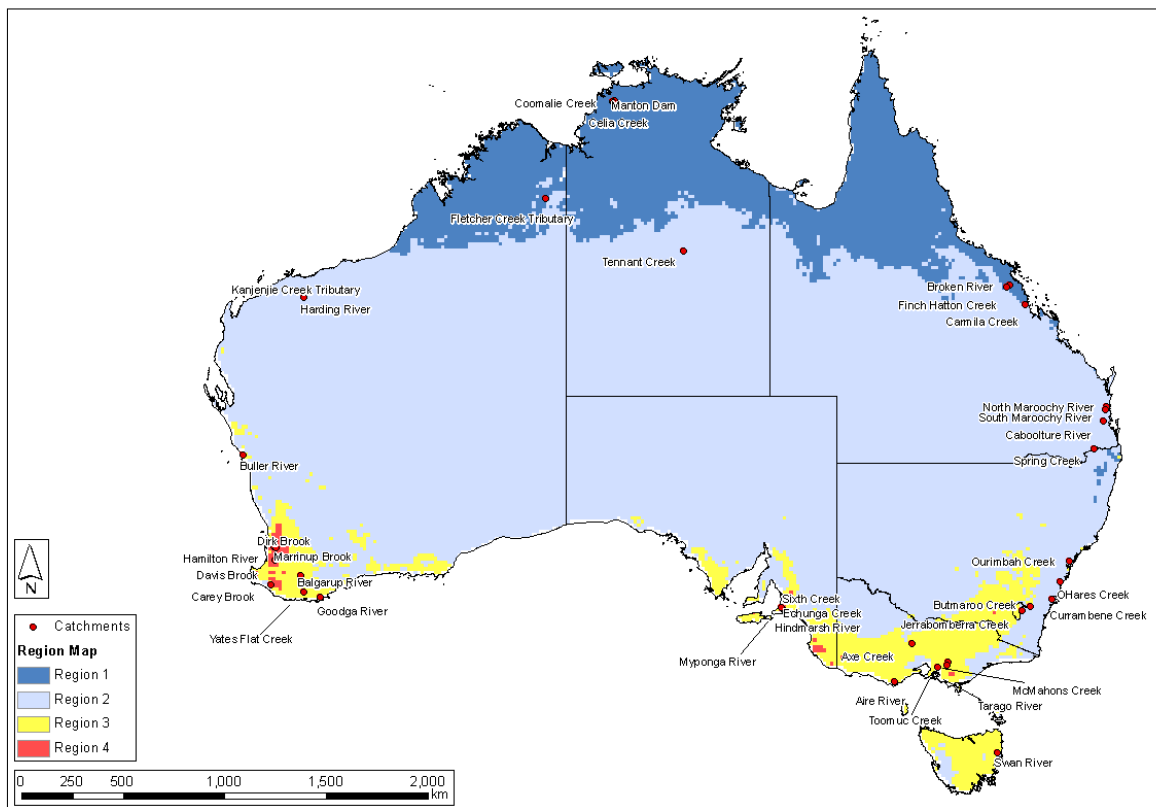 Coomalie Creek
Manton Dam
Celia Creek
Fletcher Creek Tributary
Tennant Creek
Kanjenjie Creek Tributary
Harding River
Broken River
Finch Hatton Creek
Carmila Creek
North Maroochy River
South Maroochy River
Caboolture River
Spring Creek
Buller River
Dirk Brook
Hamilton River
Marrinup Brook
Davis Brook
Balgarup River
Carey Brook
Goodga River
Yates Flat Creek
Ourimbah Creek
Sixth Creek
OHares Creek
Echunga Creek
Butmaroo Creek
Currambene Creek
Hindmarsh River
Jerrabomberra Creek
Myponga River
Axe Creek
McMahons Creek
Aire River
Tarago River
Toomuc Creek
Swan River
N
Catchments
Region Map
Region 1
Region 2
Region 3
Region 4
0 250 500 1,000 1,500 2,000
km